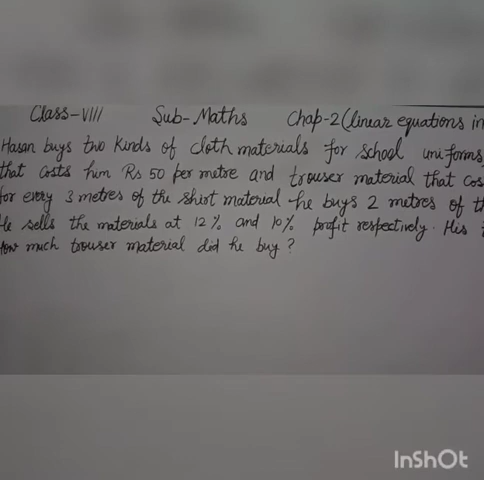 Class-VIII Sub-Maths Chap-2 (linear equations in
Hasan buys two kinds of cloth materials for school uniforms,
that costs him Rs 50 per metre and trouser material that cos
for every 3 metres of the shirt material he buys 2 metres of th
He sells the materials at 12% and 10% profit respectively. His
How much trouser material did he buy?
InShOt